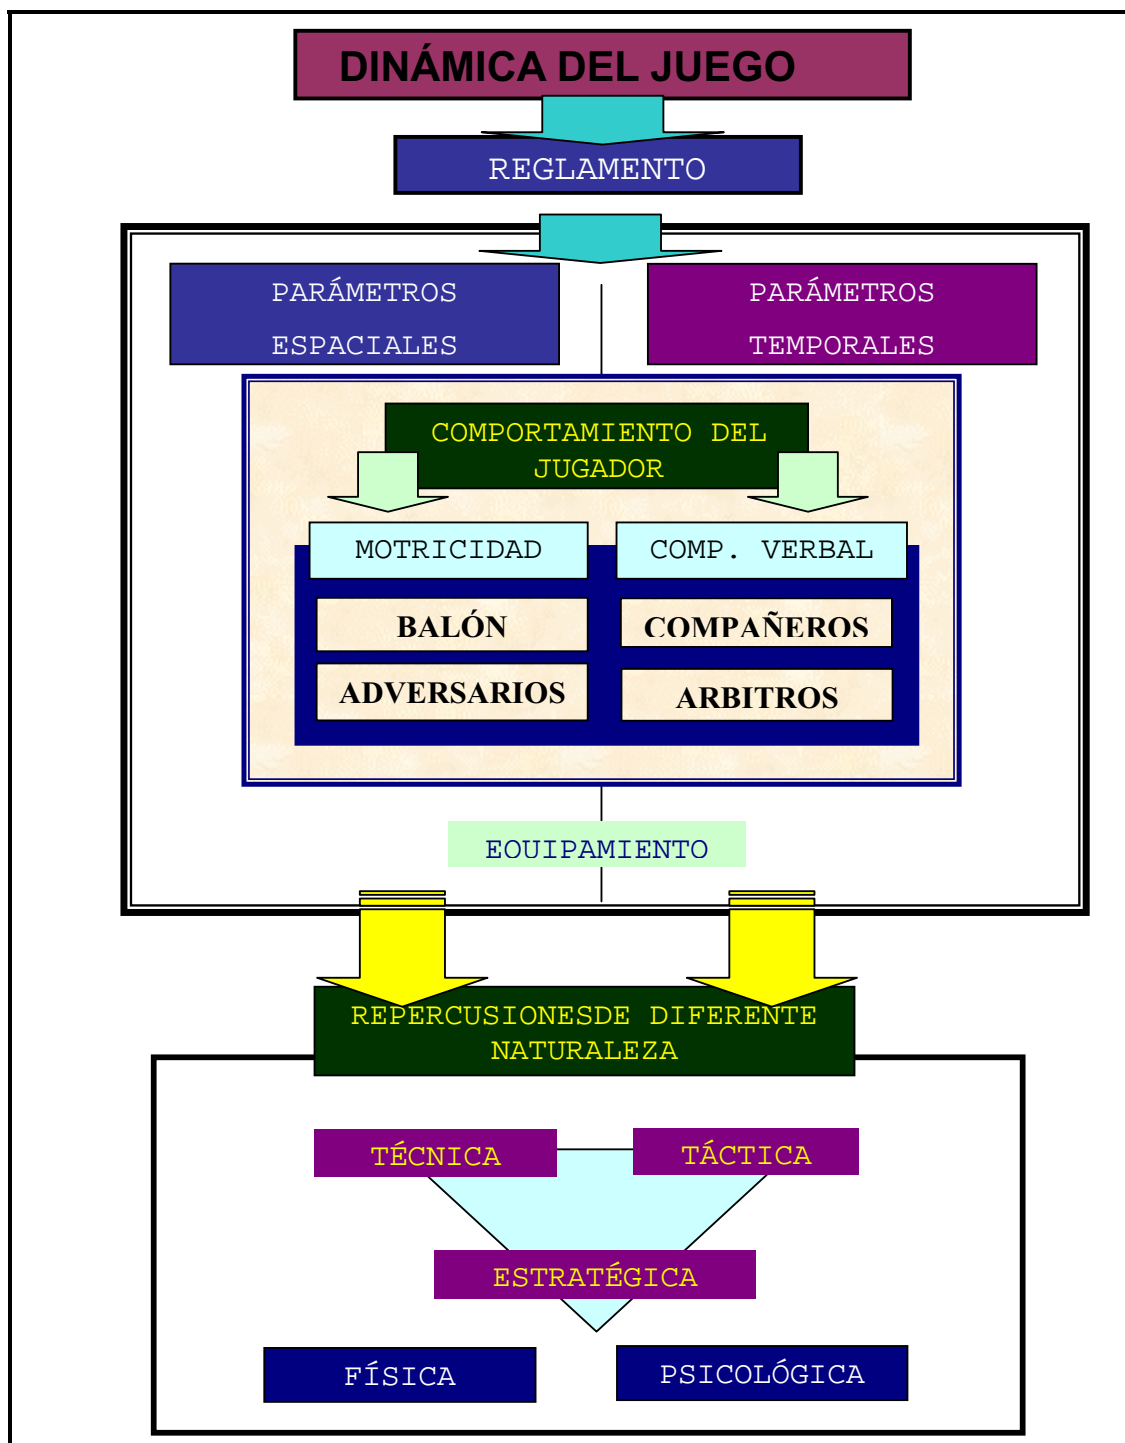 DINÁMICA DEL JUEGO
REGLAMENTO
PARÁMETROS
ESPACIALES
PARÁMETROS
TEMPORALES
COMPORTAMIENTO DEL
JUGADOR
MOTRICIDAD
COMP. VERBAL
BALÓN
COMPAÑEROS
ADVERSARIOS
ARBITROS
EQUIPAMIENTO
REPERCUSIONESDE DIFERENTE
NATURALEZA
TÉCNICA
TÁCTICA
ESTRATÉGICA
FÍSICA
PSICOLÓGICA